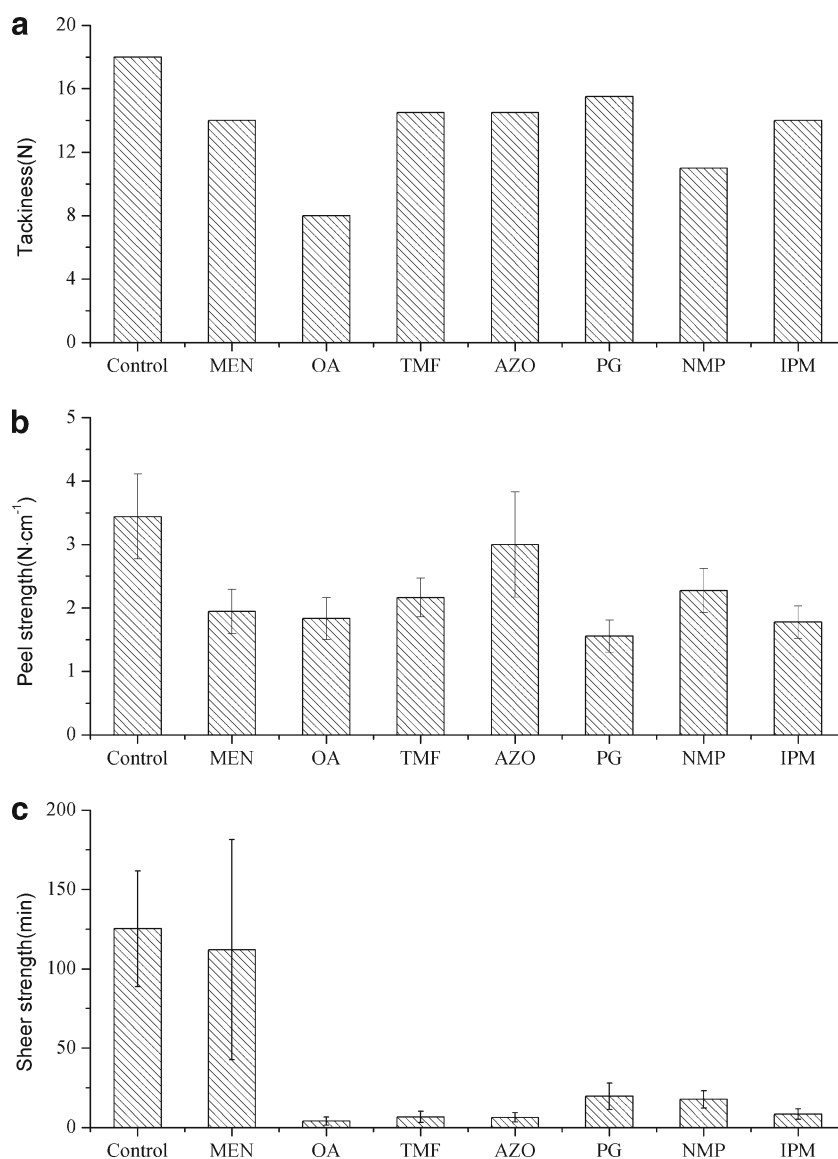 a
20
16
12
8
4
0
Tackiness(N)
Control MEN OA TMF AZO PG NMP IPM
b
5
4
3
2
1
0
Peel strength(N·cm-1)
Control MEN OA TMF AZO PG NMP IPM
c
200
150
100
50
0
Sheer strength(min)
Control MEN OA TMF AZO PG NMP IPM